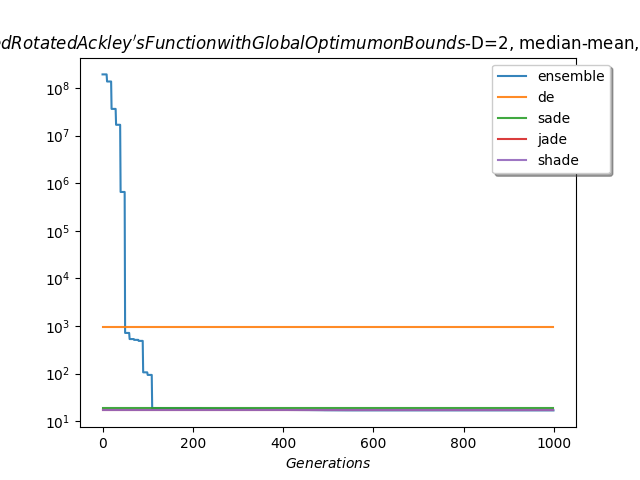 edRotatedAckley'sFunctionwithGlobalOptimumonBounds-D=2, median-mean,
ensemble
de
sade
jade
shade
10^8
10^7
10^6
10^5
10^4
10^3
10^2
10^1
0 200 400 600 800 1000
Generations